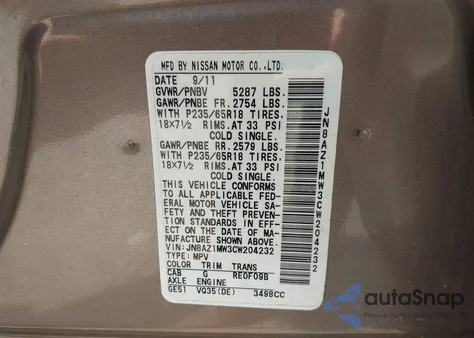 MFD BY NISSAN MOTOR CO.,LTD.
DATE 9/11
GVWR/PNBV 5287 LBS.
GAWR/PNBE FR. 2754 LBS.
WITH P235/65R18 TIRES,
18x7½ RIMS, AT 33 PSI
COLD SINGLE.
GAWR/PNBE RR. 2579 LBS.
WITH P235/65R18 TIRES,
18x7½ RIMS, AT 33 PSI
COLD SINGLE.
THIS VEHICLE CONFORMS
TO ALL APPLICABLE FED-
ERAL MOTOR VEHICLE SA-
FETY AND THEFT PREVENTION
STANDARDS IN EFF-
ECT ON THE DATE OF MA-
NUFACTURE SHOWN ABOVE.
VIN: JN8AZ1MW3CW204232
TYPE: MPV
COLOR TRIM TRANS
CAB G RE0F09B
AXLE ENGINE
GE51 VQ35(DE) 3498CC
JN8AZ1MW3CW204232
autoSnap